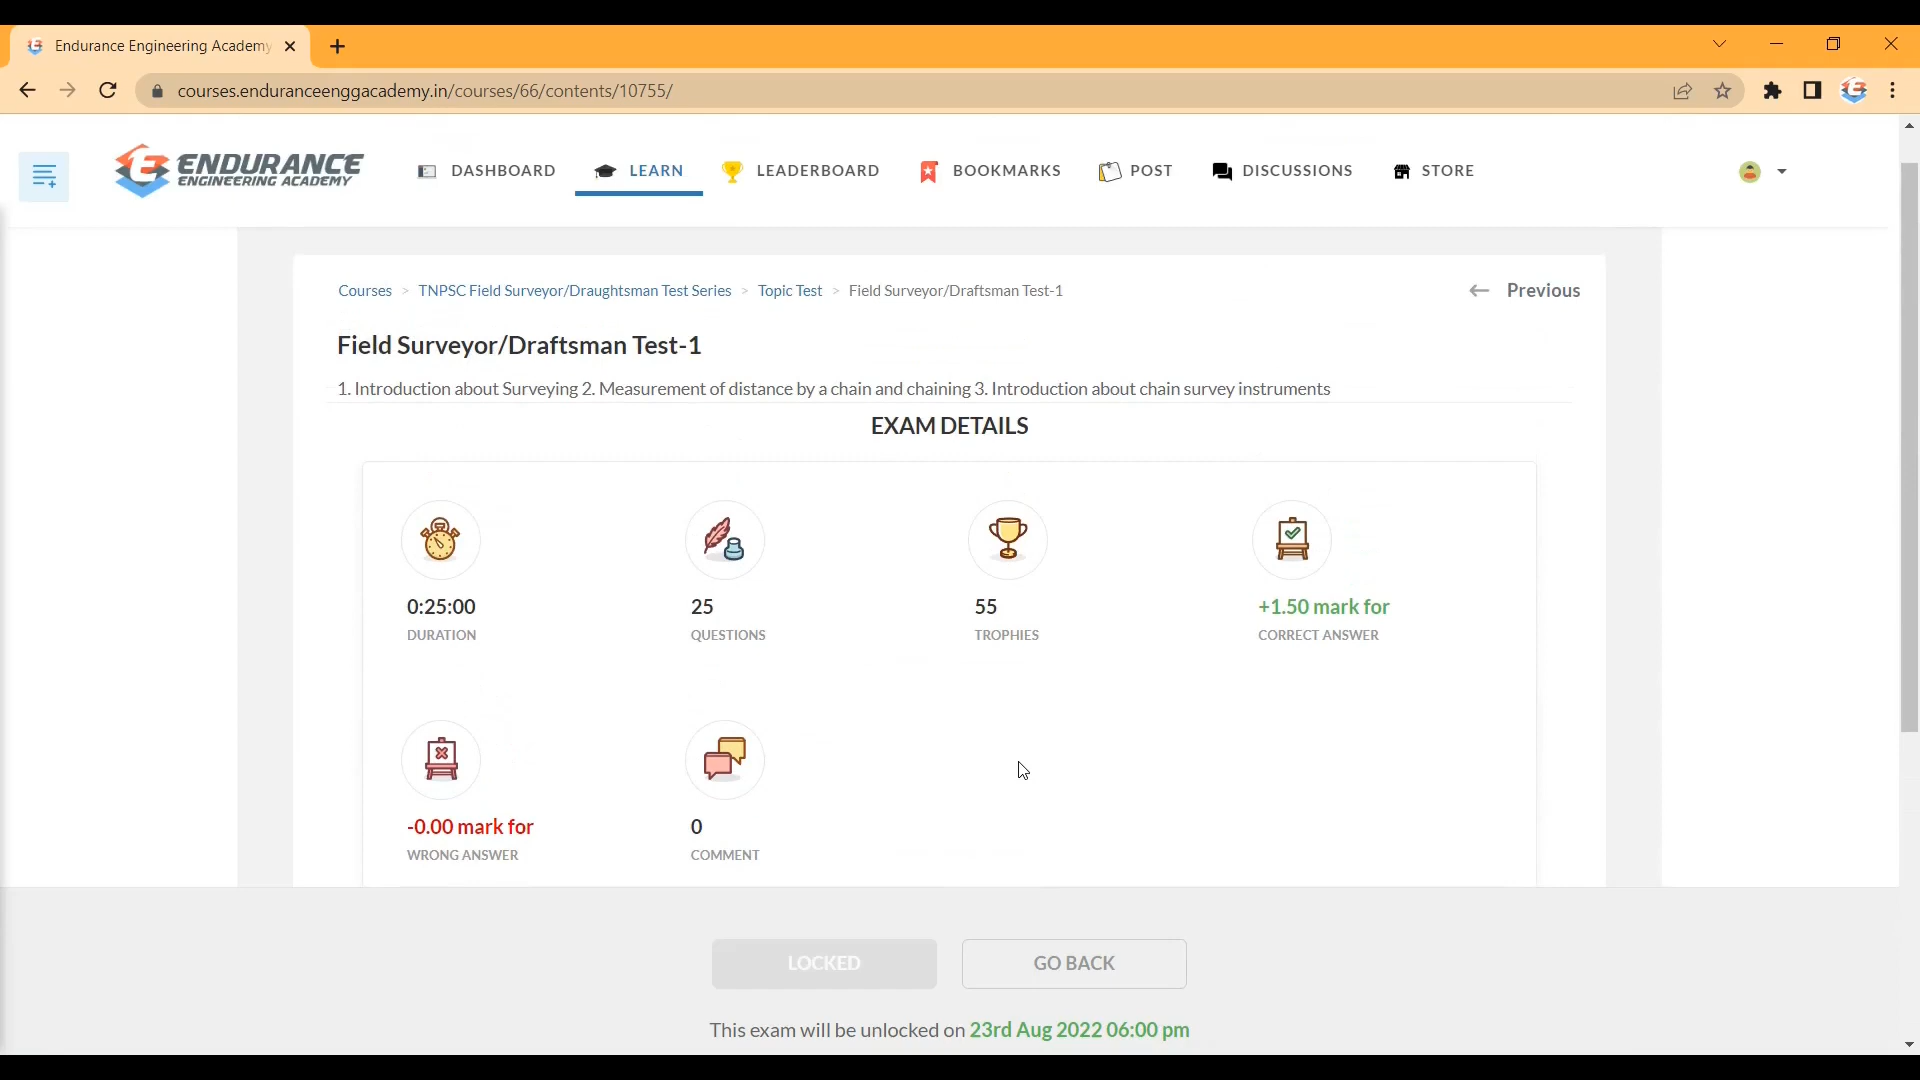 Endurance Engineering Academy
courses.enduranceenggacademy.in/courses/66/contents/10755/
ENDURANCE
ENGINEERING ACADEMY
DASHBOARD
LEARN
LEADERBOARD
BOOKMARKS
POST
DISCUSSIONS
STORE
Courses > TNPSC Field Surveyor/Draughtsman Test Series > Topic Test > Field Surveyor/Draftsman Test-1
← Previous
Field Surveyor/Draftsman Test-1
1. Introduction about Surveying 2. Measurement of distance by a chain and chaining 3. Introduction about chain survey instruments
EXAM DETAILS
0:25:00
DURATION
25
QUESTIONS
55
TROPHIES
+1.50 mark for
CORRECT ANSWER
-0.00 mark for
WRONG ANSWER
0
COMMENT
LOCKED
GO BACK
This exam will be unlocked on 23rd Aug 2022 06:00 pm